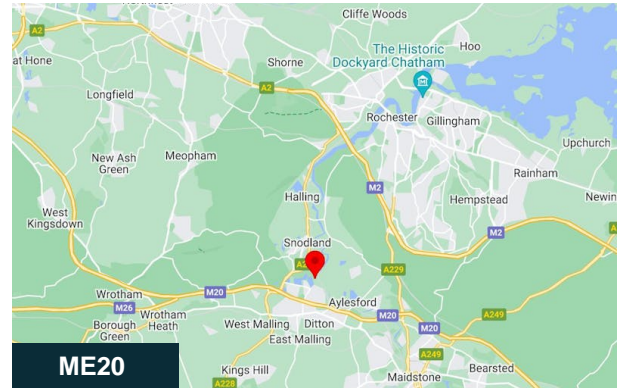 Cliffe Woods
A2
The Historic
Dockyard Chatham
Hoo
at Hone
Shorne
Longfield
A2
Rochester
Gillingham
New Ash
Green
Meopham
Upchurch
Rainham
M2
Halling
Hempstead
Newin
West
Kingsdown
Snodland
M2
A
A2
A229
Wrotham
M20
Aylesford
M26
Wrotham
Heath
M20
A249
Borough
Green
West Malling
Ditton
M20
East Malling
A249
ME20
Kings Hill
Bearsted
A228
Maidstone